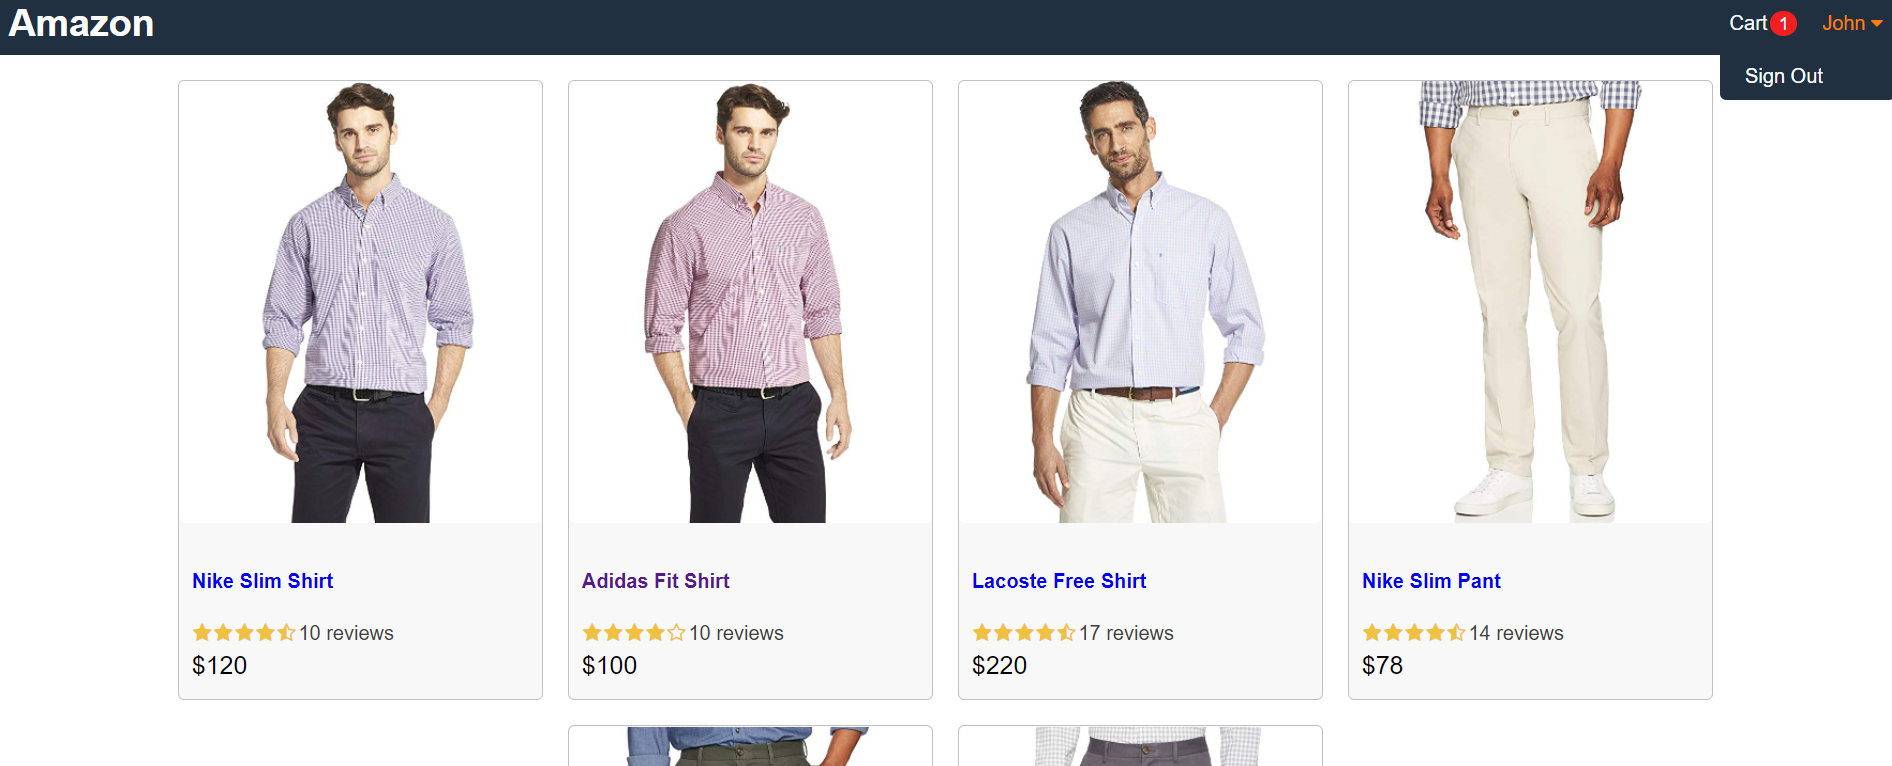 Amazon
Cart 1 John
Sign Out
Nike Slim Shirt
10 reviews
$120
Adidas Fit Shirt
10 reviews
$100
Lacoste Free Shirt
17 reviews
$220
Nike Slim Pant
14 reviews
$78